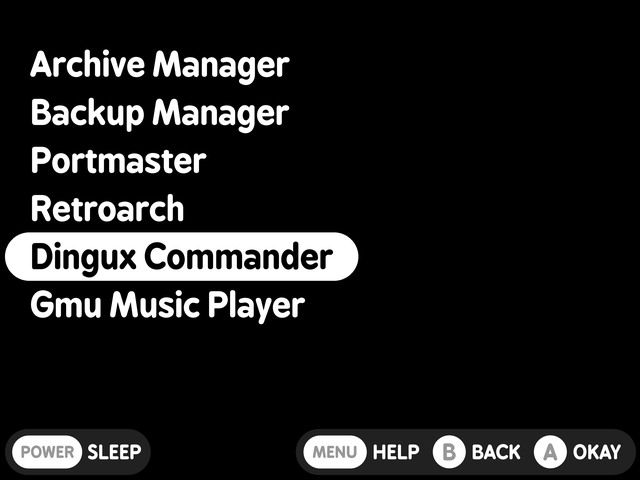 Archive Manager
Backup Manager
Portmaster
Retroarch
Dingux Commander
Gmu Music Player
POWER SLEEP MENU HELP B BACK A OKAY